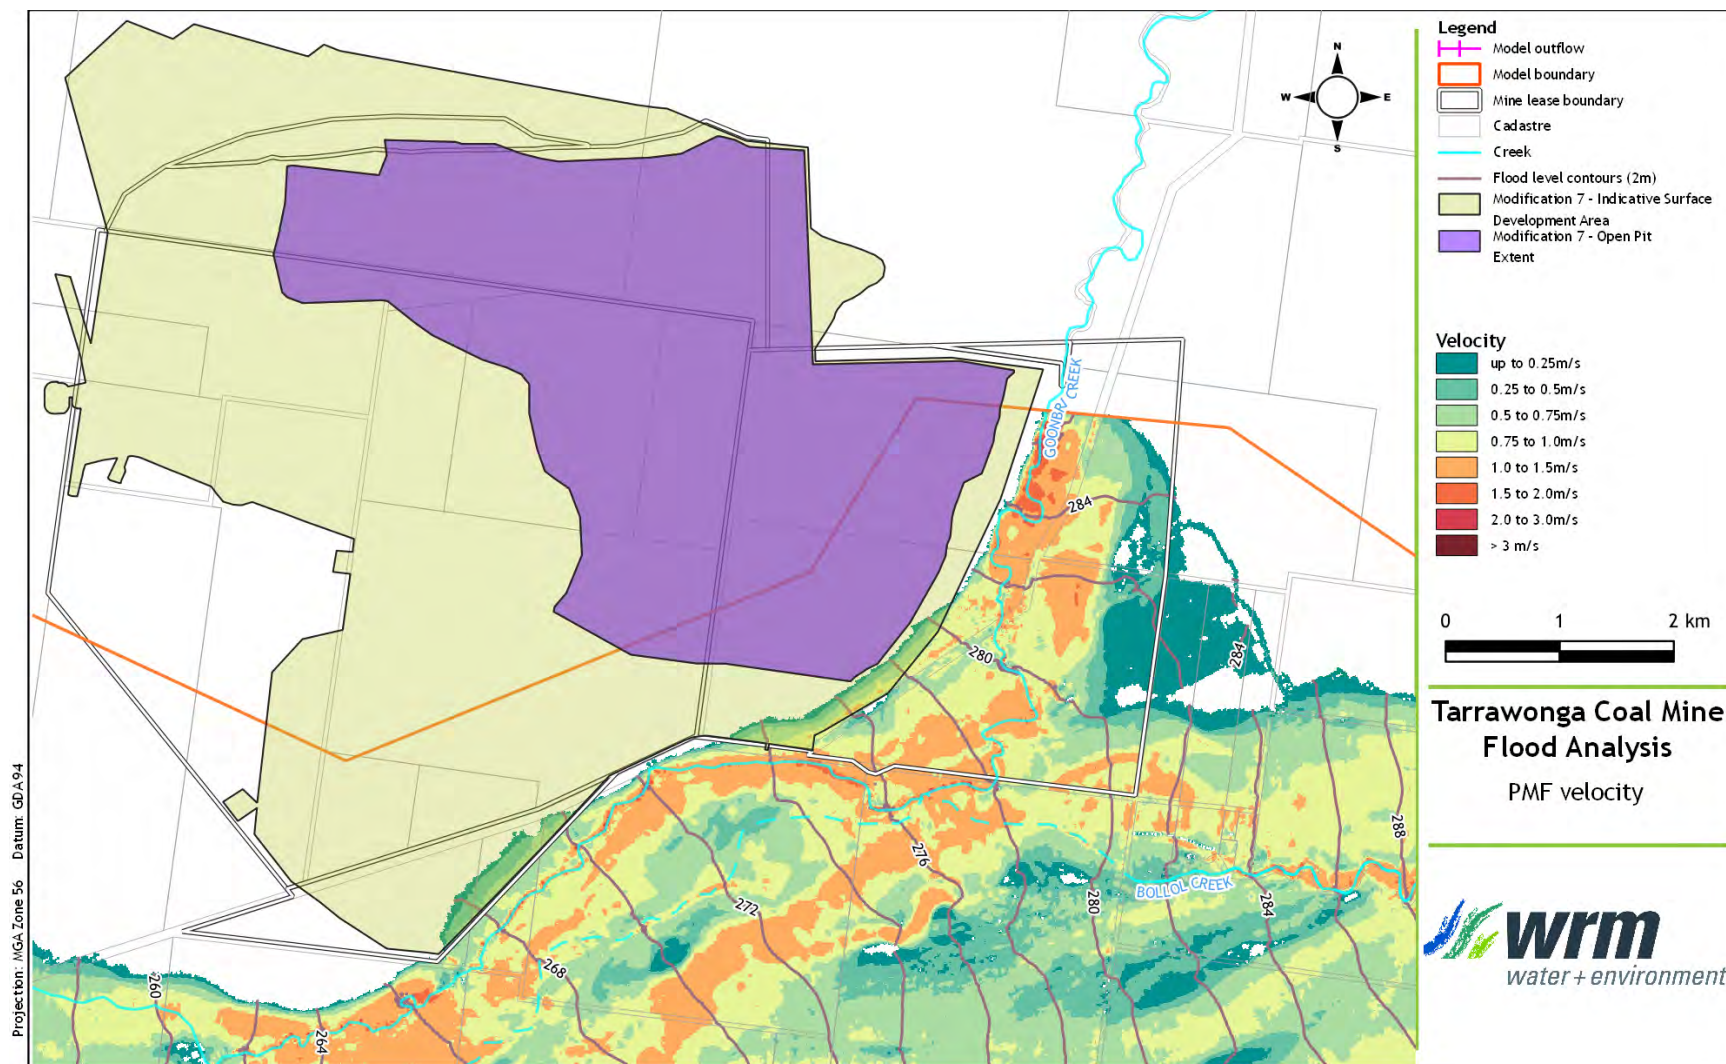 Legend
Model outflow
Model boundary
Mine lease boundary
Cadastre
Creek
Flood level contours (2m)
Modification 7 - Indicative Surface
Development Area
Modification 7 - Open Pit
Extent
Velocity
up to 0.25m/s
0.25 to 0.5m/s
0.5 to 0.75m/s
0.75 to 1.0m/s
1.0 to 1.5m/s
1.5 to 2.0m/s
2.0 to 3.0m/s
> 3 m/s
0 1 2 km
Tarrawonga Coal Mine
Flood Analysis
PMF velocity
wrm
water + environment
N
W E
S
CREEK
284
280
284
288
276
BOLLOL CREEK
272
280
284
268
260
264
Projection: MGA Zone 56 Datum: GDA94